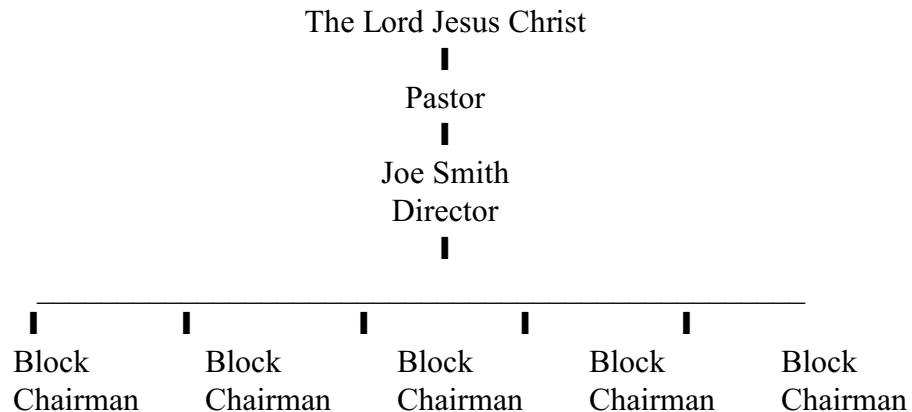 The Lord Jesus Christ
Pastor
Joe Smith
Director
Block Block Block Block Block
Chairman Chairman Chairman Chairman Chairman